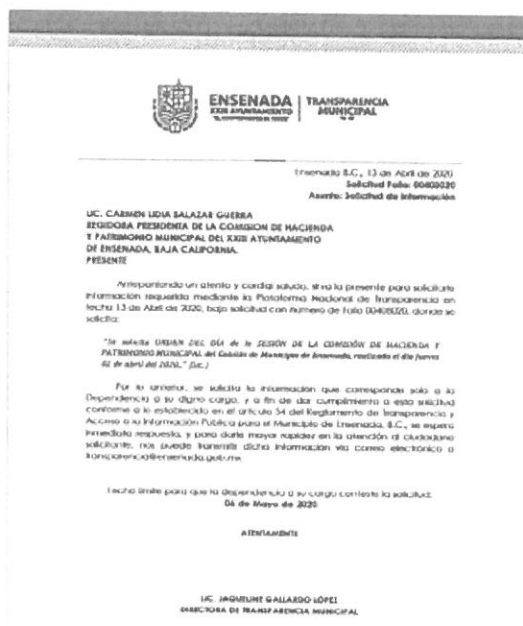 ENSENADA
XXIII AYUNTAMIENTO
TRANSPARENCIA
MUNICIPAL
Ensenada B.C., 13 de Abril de 2020
Solicitud Folio: 00408020
Asunto: Solicitud de Información
LIC. CARMEN LIDIA SALAZAR GUERRA
REGIDORA PRESIDENTA DE LA COMISION DE HACIENDA
Y PATRIMONIO MUNICIPAL DEL XXIII AYUNTAMIENTO
DE ENSENADA, BAJA CALIFORNIA.
PRESENTE
Anteponiendo un atento y cordial saludo, sirva la presente para solicitarle
información requerida mediante la Plataforma Nacional de Transparencia en
fecha 13 de Abril de 2020, bajo solicitud con numero de Folio 00408020, donde se
solicita:
"Se solicita ORDEN DEL DÍA de la SESIÓN DE LA COMISIÓN DE HACIENDA Y
PATRIMONIO MUNICIPAL del Cabildo de Municipio de Ensenada, realizada el día jueves
02 de abril del 2020.." (Sic.)
Por lo anterior, se solicita la información que corresponda solo a la
Dependencia a su digno cargo, y a fin de dar cumplimiento a esta solicitud
conforme a lo establecido en el artículo 54 del Reglamento de Transparencia y
Acceso a la Información Pública para el Municipio de Ensenada, B.C., se espera
inmediata respuesta, y para darle mayor rapidez en la atención al ciudadano
solicitante, nos puede transmitir dicha información vía correo electrónico a
transparencia@ensenada.gob.mx
Fecha límite para que la dependencia a su cargo conteste la solicitud:
06 de Mayo de 2020
ATENTAMENTE
LIC. JAQUELINE GALLARDO LÓPEZ
DIRECTORA DE TRANSPARENCIA MUNICIPAL